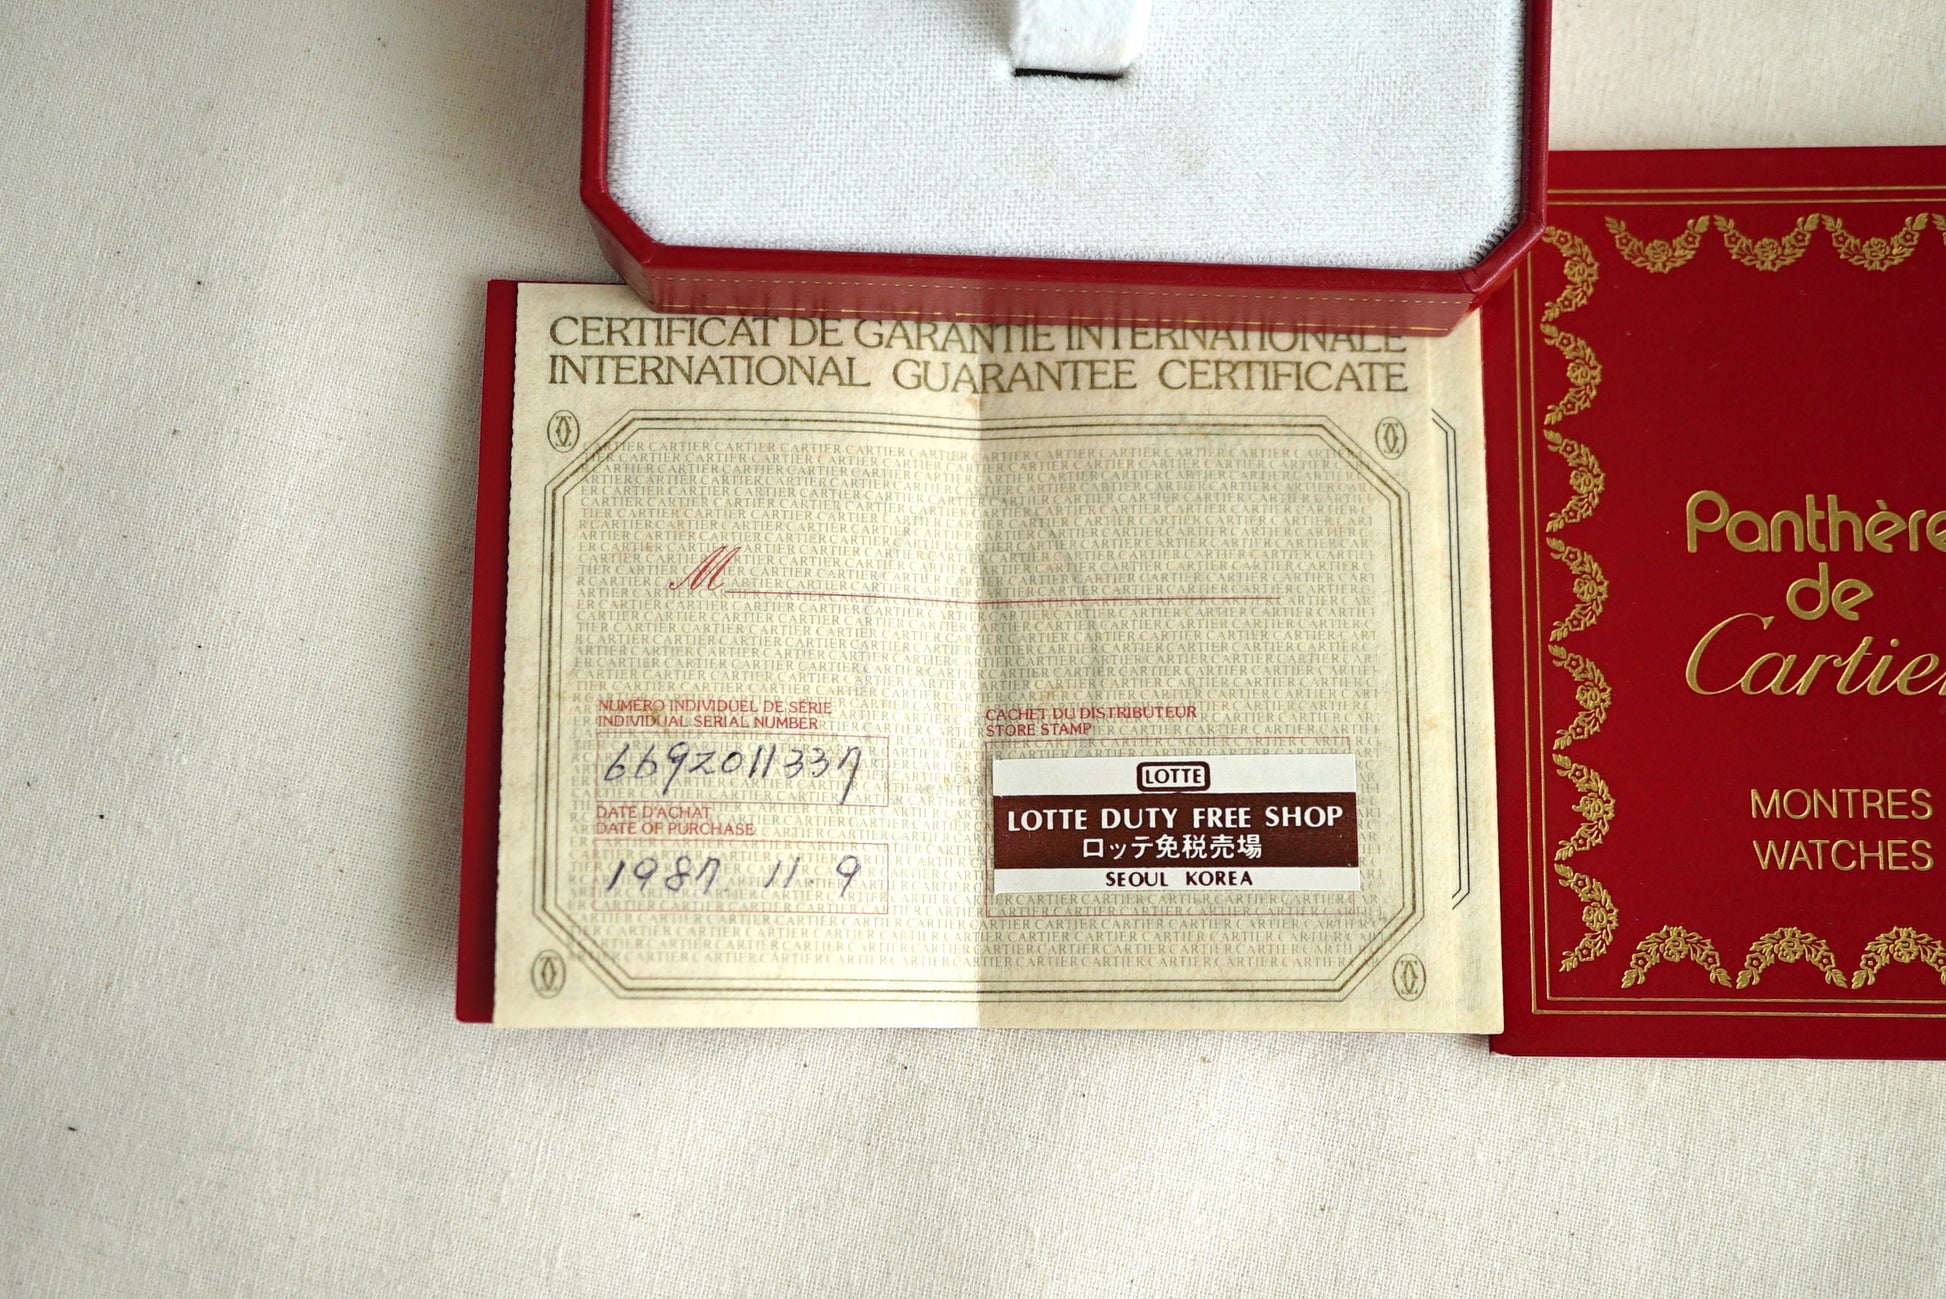 CERTIFICAT DE GARANTIE INTERNATIONALE
INTERNATIONAL GUARANTEE CERTIFICATE
M
NUMÉRO INDIVIDUEL DE SÉRIE
INDIVIDUAL SERIAL NUMBER
6692011337
DATE D'ACHAT
DATE OF PURCHASE
1987. 11. 9
CACHET DU DISTRIBUTEUR
STORE STAMP
LOTTE
LOTTE DUTY FREE SHOP
ロッテ免税売場
SEOUL KOREA
Panthère
de
Cartier
MONTRES
WATCHES